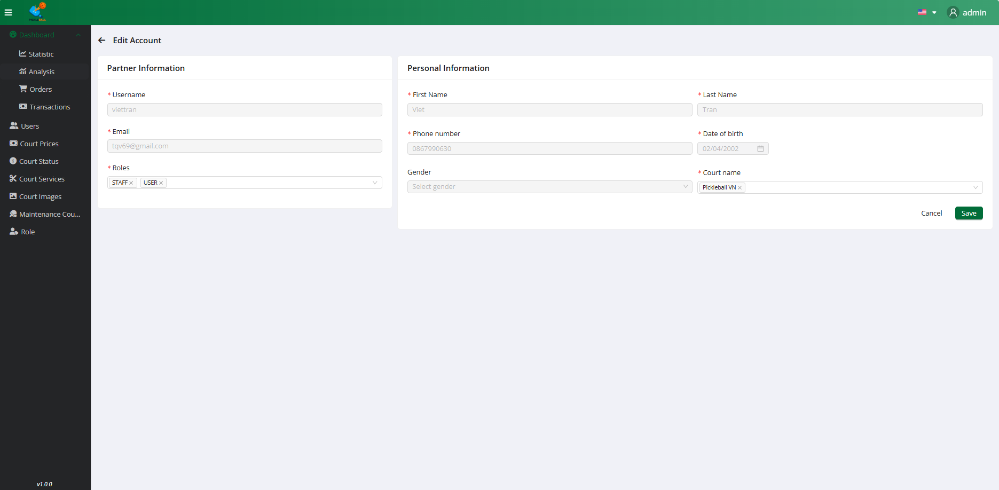 PICKLEBALL
admin
Dashboard
Statistic
Analysis
Orders
Transactions
Users
Court Prices
Court Status
Court Services
Court Images
Maintenance Cou...
Role
v1.0.0
Edit Account
Partner Information
* Username
viettran
* Email
tqv69@gmail.com
* Roles
STAFF USER
Personal Information
* First Name * Last Name
Viet Tran
* Phone number * Date of birth
0867990630 02/04/2002
Gender * Court name
Select gender Pickleball VN
Cancel Save